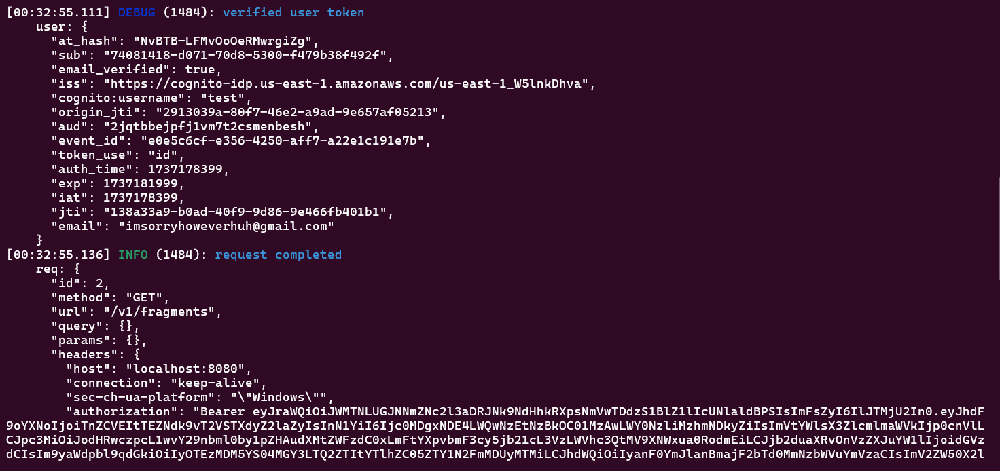 [00:32:55.111] DEBUG (1484): verified user token
user: {
"at_hash": "NvBTB-LFMvOoOeRMwrgiZg",
"sub": "74081418-d071-70d8-5300-f479b38f492f",
"email_verified": true,
"iss": "https://cognito-idp.us-east-1.amazonaws.com/us-east-1_W5lnkDhva",
"cognito:username": "test",
"origin_jti": "2913039a-80f7-46e2-a9ad-9e657af05213",
"aud": "2jqtbbejpfj1vm7t2csmenbesh",
"event_id": "e0e5c6cf-e356-4250-aff7-a22e1c191e7b",
"token_use": "id",
"auth_time": 1737178399,
"exp": 1737181999,
"iat": 1737178399,
"jti": "138a33a9-b0ad-40f9-9d86-9e466fb401b1",
"email": "imsorryhoweverhuh@gmail.com"
}
[00:32:55.136] INFO (1484): request completed
req: {
"id": 2,
"method": "GET",
"url": "/v1/fragments",
"query": {},
"params": {},
"headers": {
"host": "localhost:8080",
"connection": "keep-alive",
"sec-ch-ua-platform": "\"Windows\"",
"authorization": "Bearer eyJraWQiOiJWMTNLUGJNNmZNc2l3aDRJNk9NdHhkRXpsNmVwTDdzS1BlZ1lIcUNlaldBPSIsImFsZyI6IlJTMjU2In0.eyJhdF
9oYXNoIjoiTnZCVEItTEZNdk9vT2VSTXdyZ2laZyIsInN1YiI6Ijc0MDgxNDE4LWQwNzEtNzBkOC01MzAwLWY0NzliMzhmNDkyZiIsImVtYWlsX3ZlcmlmaWVkIjp0cnVlL
CJpc3MiOiJodHRwczpcL1wvY29nbml0by1pZHAudXMtZWFzdC0xLmFtYXpvbmF3cy5jb21cL3VzLWVhc3QtMV9XNWxua0RodmEiLCJjb2duaXRvOnVzZXJuYW1lIjoidGVz
dCIsIm9yaWdpbl9qdGkiOiIyOTEzMDM5YS04MGY3LTQ2ZTItYTlhZC05ZTY1N2FmMDUyMTMiLCJhdWQiOiIyanF0YmJlanBmajF2bTd0MmNzbWVuYmVzaCIsImV2ZW50X2l